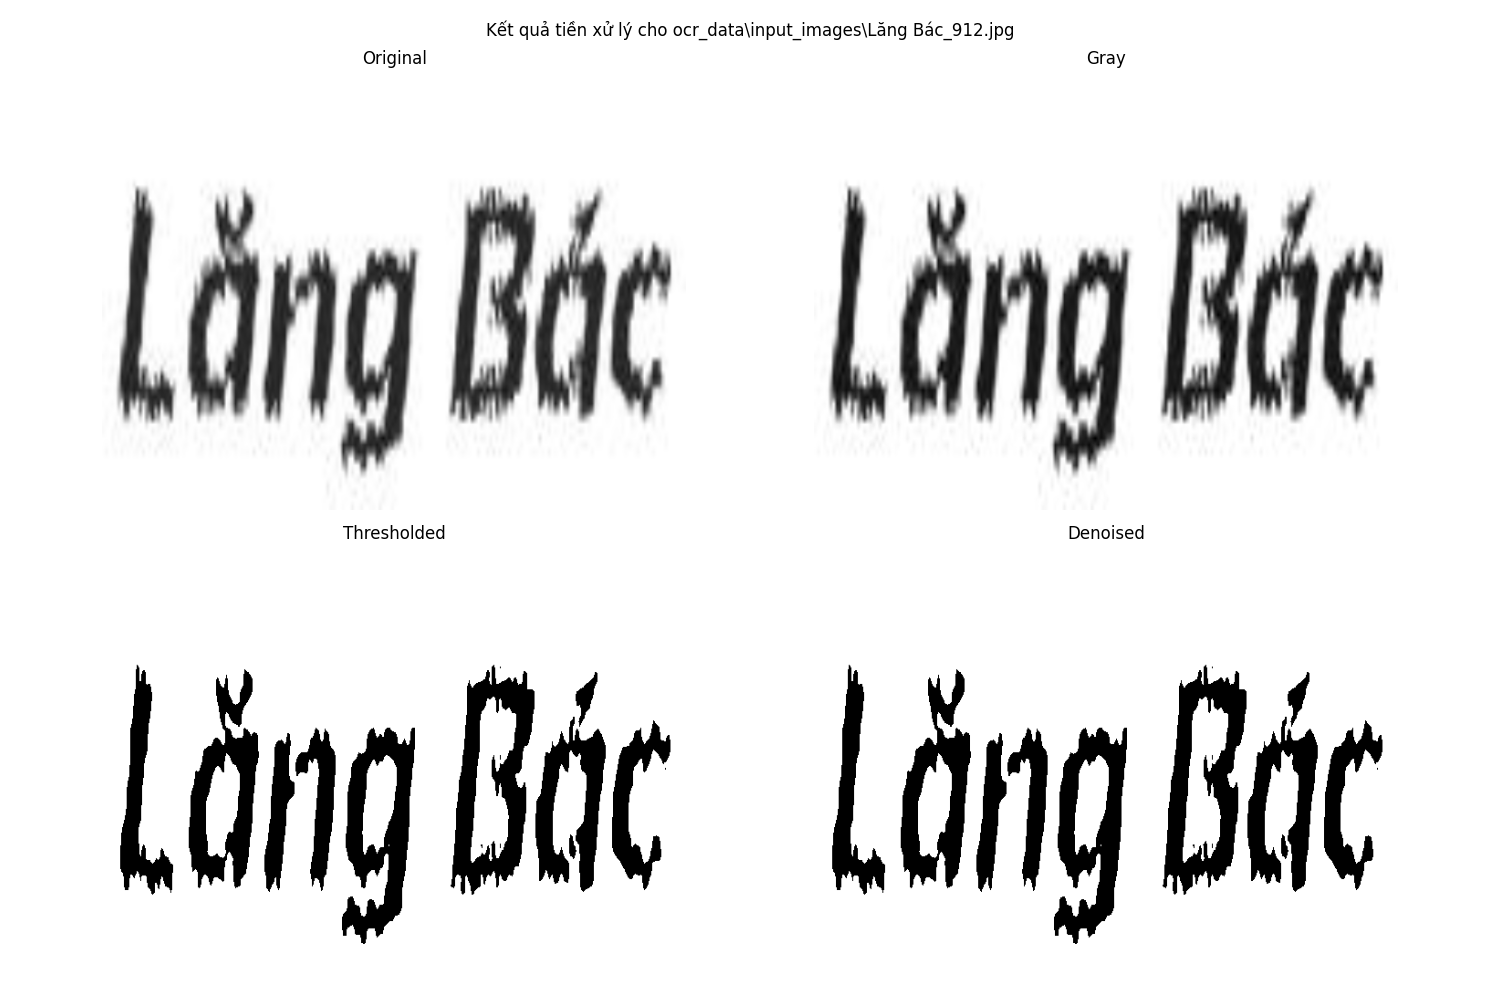 Kết quả tiền xử lý cho ocr_data\input_images\Lăng Bác_912.jpg
Original
Gray
Lăng Bác
Lăng Bác
Thresholded
Denoised
Lăng Bác
Lăng Bác